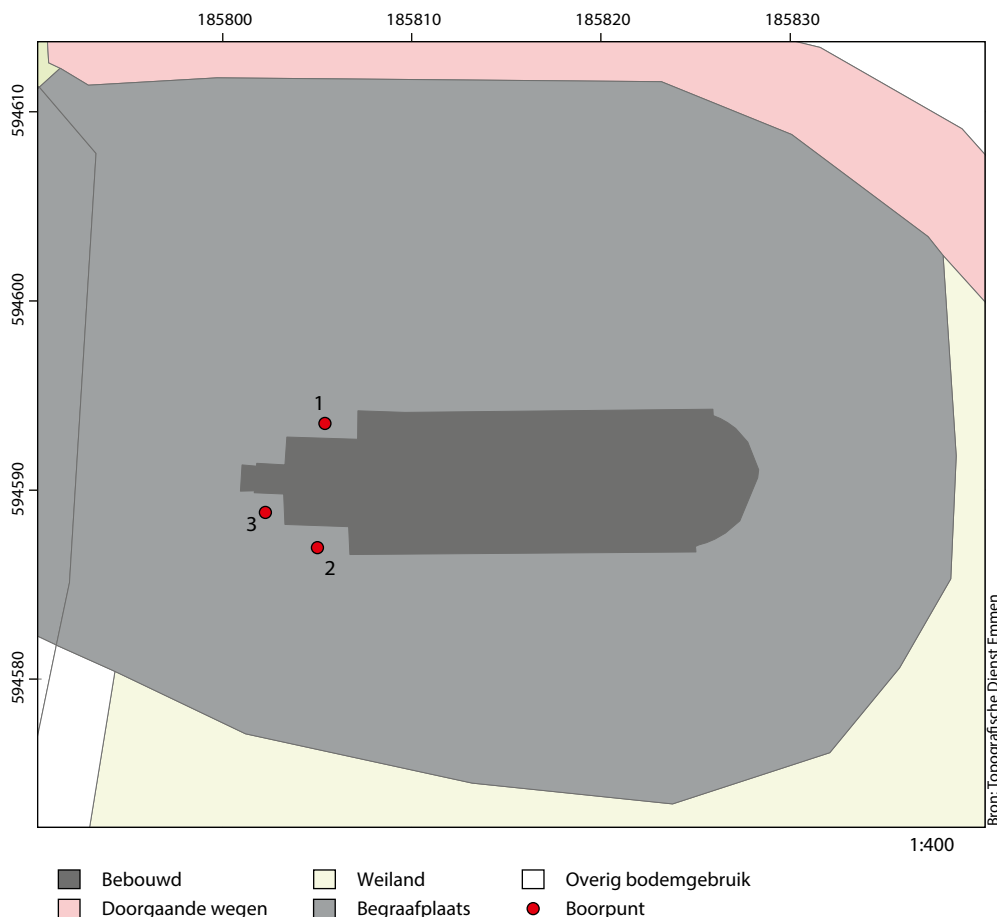 185800 185810 185820 185830
594610
594600
594590
594580
1
3
2
Bron: Topografische Dienst Emmen
1:400
Bebouwd Weiland Overig bodemgebruik
Doorgaande wegen Begraafplaats Boorpunt